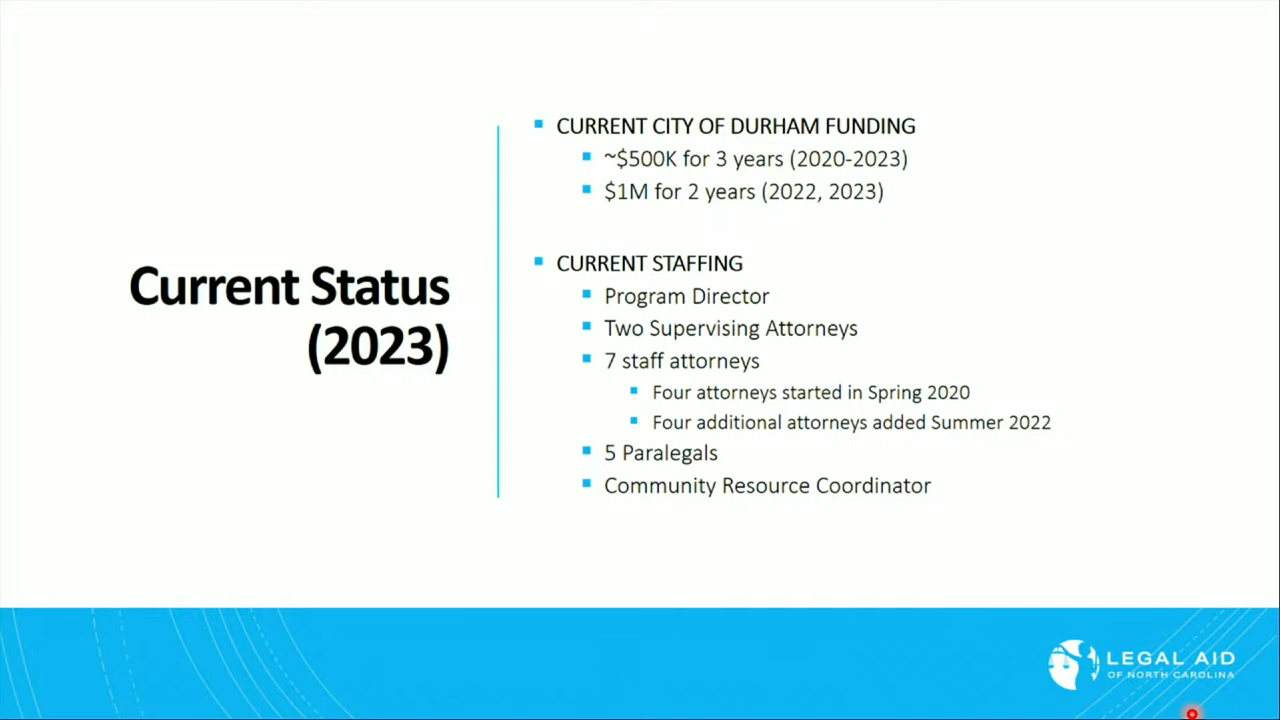 Current Status
(2023)
CURRENT CITY OF DURHAM FUNDING
~$500K for 3 years (2020-2023)
$1M for 2 years (2022, 2023)
CURRENT STAFFING
Program Director
Two Supervising Attorneys
7 staff attorneys
Four attorneys started in Spring 2020
Four additional attorneys added Summer 2022
5 Paralegals
Community Resource Coordinator
LEGAL AID
OF NORTH CAROLINA